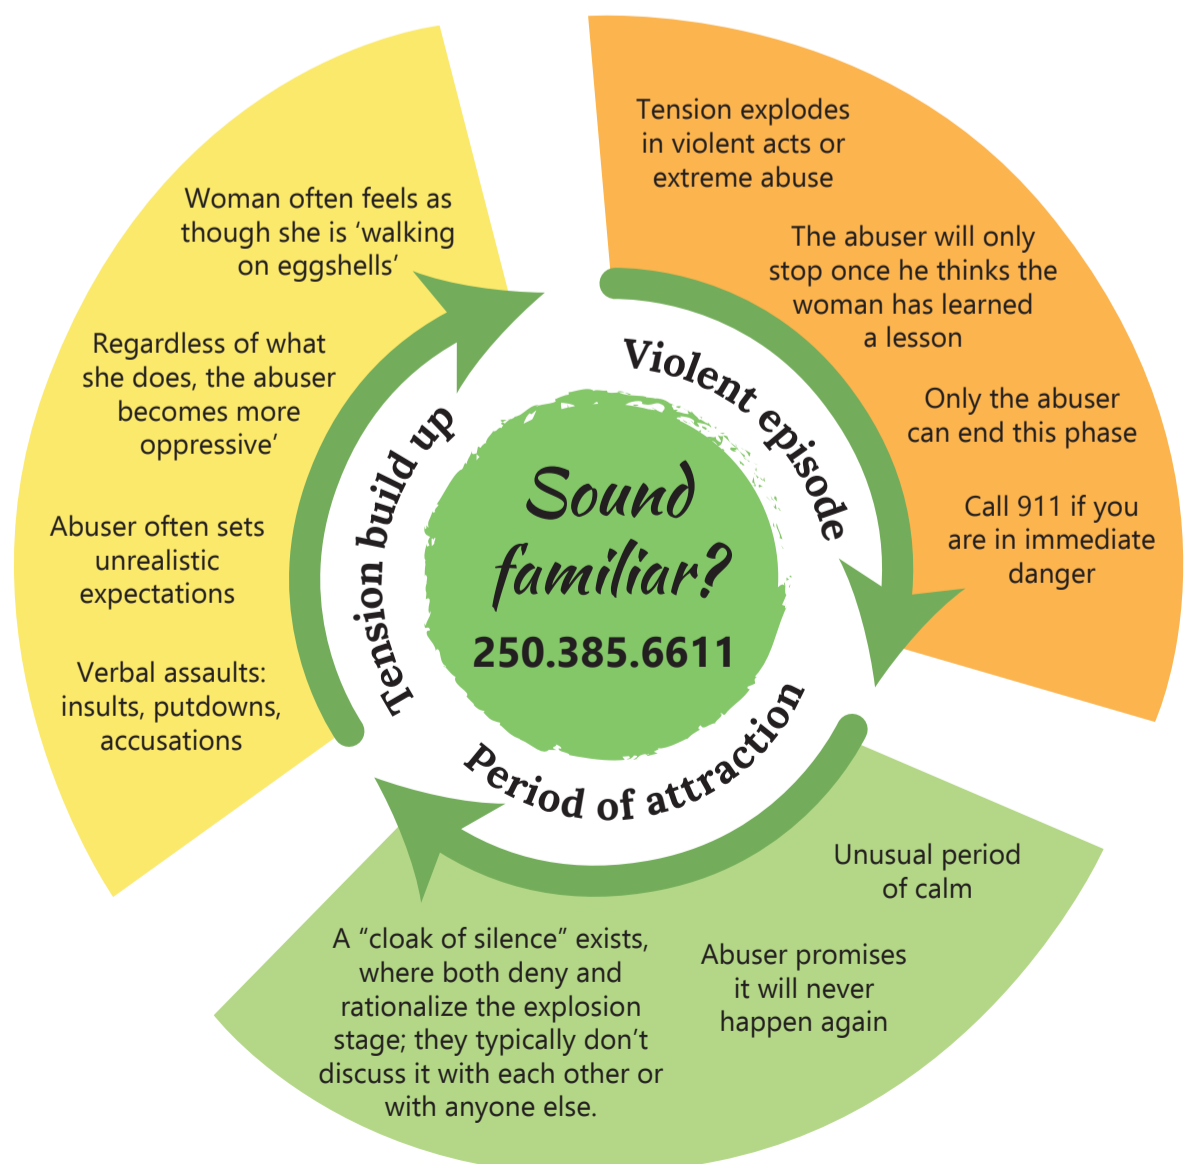 Sound
familiar?
250.385.6611
Tension build up
Woman often feels as
though she is ‘walking
on eggshells’
Regardless of what
she does, the abuser
becomes more
oppressive’
Abuser often sets
unrealistic
expectations
Verbal assaults:
insults, putdowns,
accusations
Violent episode
Tension explodes
in violent acts or
extreme abuse
The abuser will only
stop once he thinks the
woman has learned
a lesson
Only the abuser
can end this phase
Call 911 if you
are in immediate
danger
Period of attraction
Unusual period
of calm
Abuser promises
it will never
happen again
A “cloak of silence” exists,
where both deny and
rationalize the explosion
stage; they typically don’t
discuss it with each other or
with anyone else.